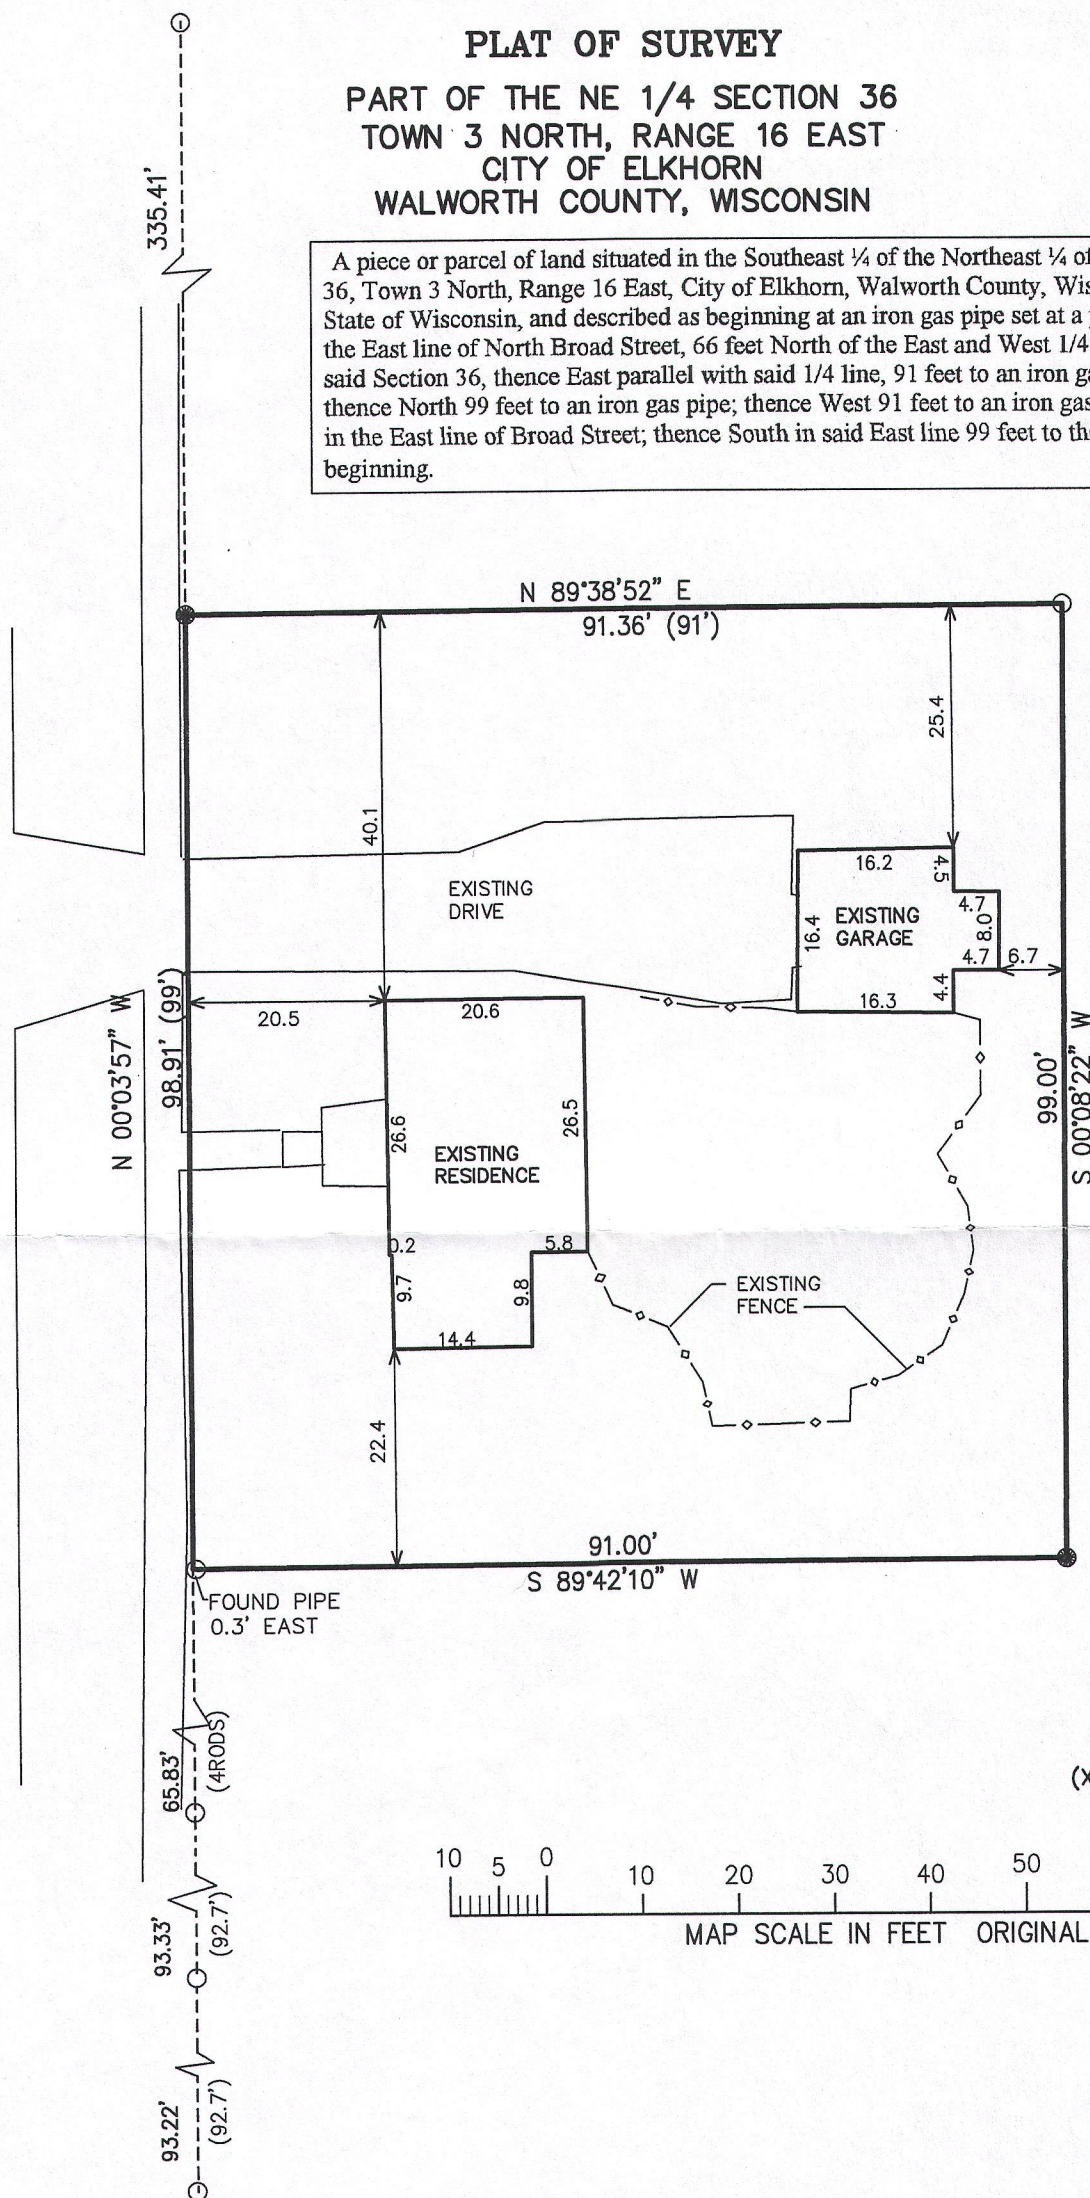 PLAT OF SURVEY
PART OF THE NE 1/4 SECTION 36
TOWN 3 NORTH, RANGE 16 EAST
CITY OF ELKHORN
WALWORTH COUNTY, WISCONSIN
335.41'
A piece or parcel of land situated in the Southeast ¼ of the Northeast ¼ of
36, Town 3 North, Range 16 East, City of Elkhorn, Walworth County, Wis
State of Wisconsin, and described as beginning at an iron gas pipe set at a
the East line of North Broad Street, 66 feet North of the East and West 1/4
said Section 36, thence East parallel with said 1/4 line, 91 feet to an iron g
thence North 99 feet to an iron gas pipe; thence West 91 feet to an iron gas
in the East line of Broad Street; thence South in said East line 99 feet to th
beginning.
N 89°38'52" E
91.36' (91')
25.4
40.1
EXISTING
DRIVE
16.2
4.5
4.7
8.0
16.4
EXISTING
GARAGE
4.7
6.7
4.4
16.3
N 00°03'57" W
98.91' (99')
20.5
20.6
26.6
26.5
EXISTING
RESIDENCE
99.00'
S 00°08'22" W
0.2
5.8
9.7
9.8
14.4
EXISTING
FENCE
22.4
91.00'
S 89°42'10" W
FOUND PIPE
0.3' EAST
65.83'
(4RODS)
(X
10 5 0 10 20 30 40 50
MAP SCALE IN FEET ORIGINAL
93.33'
(92.7')
93.22'
(92.7')